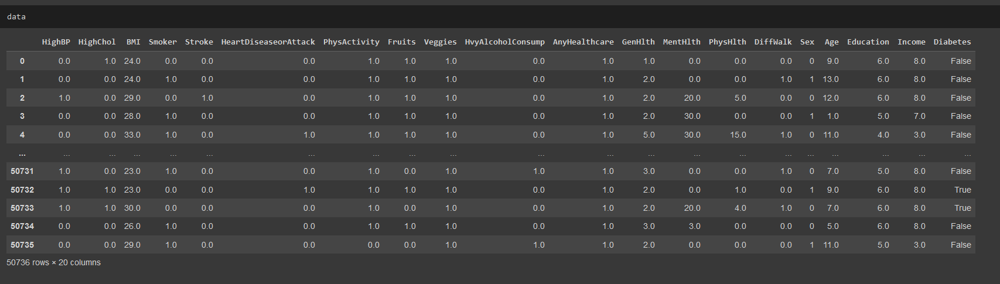 data
HighBP HighChol BMI Smoker Stroke HeartDiseaseorAttack PhysActivity Fruits Veggies HvyAlcoholConsump AnyHealthcare GenHlth MentHlth PhysHlth DiffWalk Sex Age Education Income Diabetes
0 0.0 1.0 24.0 0.0 0.0 0.0 1.0 1.0 1.0 0.0 1.0 1.0 0.0 0.0 0.0 0 9.0 6.0 8.0 False
1 0.0 0.0 24.0 1.0 0.0 0.0 1.0 1.0 1.0 0.0 1.0 2.0 0.0 0.0 1.0 1 13.0 6.0 8.0 False
2 1.0 0.0 29.0 0.0 1.0 0.0 1.0 1.0 1.0 0.0 1.0 2.0 20.0 5.0 0.0 0 12.0 6.0 8.0 False
3 0.0 0.0 28.0 1.0 0.0 0.0 1.0 1.0 1.0 0.0 1.0 2.0 30.0 0.0 0.0 1 1.0 5.0 7.0 False
4 0.0 0.0 33.0 1.0 0.0 1.0 1.0 1.0 1.0 0.0 1.0 5.0 30.0 15.0 1.0 0 11.0 4.0 3.0 False
... ... ... ... ... ... ... ... ... ... ... ... ... ... ... ... ... ... ... ... ...
50731 1.0 0.0 23.0 1.0 0.0 0.0 1.0 0.0 1.0 1.0 1.0 3.0 0.0 0.0 1.0 0 7.0 5.0 8.0 False
50732 1.0 1.0 23.0 0.0 0.0 1.0 1.0 1.0 1.0 0.0 1.0 2.0 0.0 1.0 0.0 1 9.0 6.0 8.0 True
50733 1.0 1.0 30.0 0.0 0.0 0.0 1.0 0.0 1.0 0.0 1.0 2.0 20.0 4.0 1.0 0 7.0 6.0 8.0 True
50734 0.0 0.0 26.0 1.0 0.0 0.0 1.0 1.0 1.0 0.0 1.0 3.0 3.0 0.0 0.0 0 5.0 6.0 8.0 False
50735 0.0 0.0 29.0 1.0 0.0 0.0 0.0 0.0 1.0 1.0 1.0 2.0 0.0 0.0 0.0 1 11.0 5.0 3.0 False
50736 rows × 20 columns